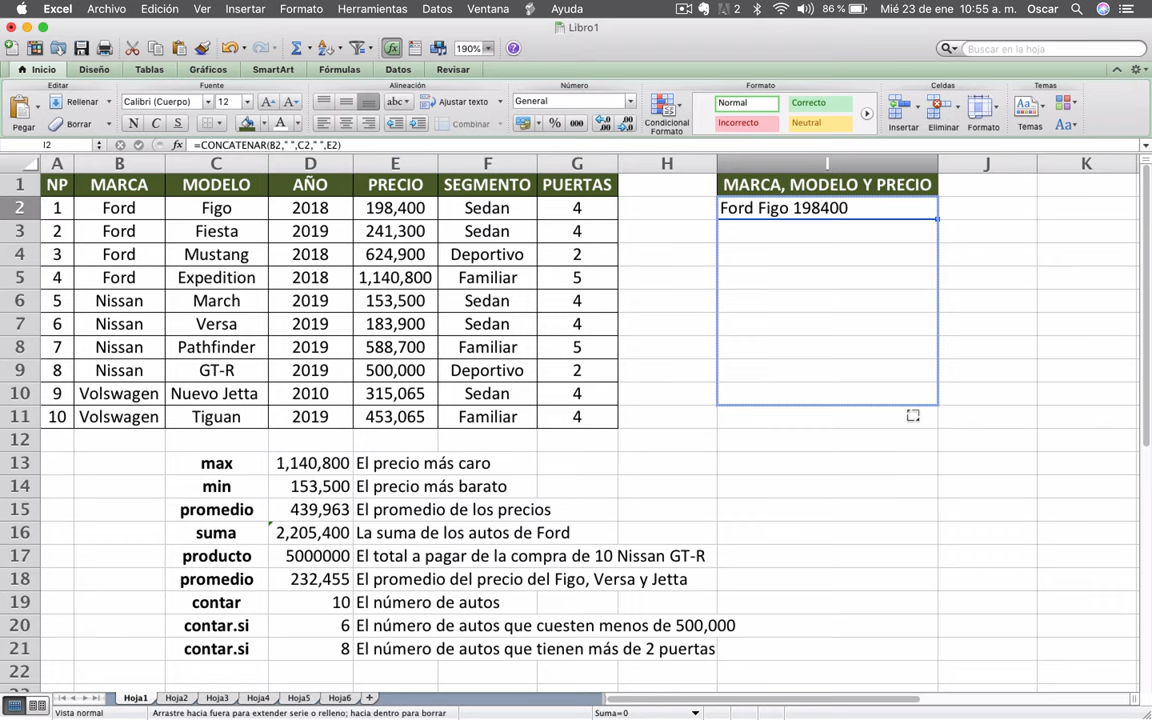 Excel Archivo Edición Ver Insertar Formato Herramientas Datos Ventana Ayuda 2 86 % Mié 23 de ene 10:55 a. m. Oscar
Libro1
190% Buscar en la hoja
Inicio Diseño Tablas Gráficos SmartArt Fórmulas Datos Revisar
Editar Fuente Alineación Número Formato Celdas Temas
Rellenar Calibri (Cuerpo) 12 A A abc Ajustar texto General Normal Correcto
Pegar Borrar N C S A Combinar % 000 Condicional Formato Incorrecto Neutral Insertar Eliminar Formato Temas Aa
I2 fx =CONCATENAR(B2," ",C2," ",E2)
A B C D E F G H I J K
1 NP MARCA MODELO AÑO PRECIO SEGMENTO PUERTAS MARCA, MODELO Y PRECIO
2 1 Ford Figo 2018 198,400 Sedan 4 Ford Figo 198400
3 2 Ford Fiesta 2019 241,300 Sedan 4
4 3 Ford Mustang 2018 624,900 Deportivo 2
5 4 Ford Expedition 2018 1,140,800 Familiar 5
6 5 Nissan March 2019 153,500 Sedan 4
7 6 Nissan Versa 2019 183,900 Sedan 4
8 7 Nissan Pathfinder 2019 588,700 Familiar 5
9 8 Nissan GT-R 2019 500,000 Deportivo 2
10 9 Volswagen Nuevo Jetta 2010 315,065 Sedan 4
11 10 Volswagen Tiguan 2019 453,065 Familiar 4
12
13 max 1,140,800 El precio más caro
14 min 153,500 El precio más barato
15 promedio 439,963 El promedio de los precios
16 suma 2,205,400 La suma de los autos de Ford
17 producto 5000000 El total a pagar de la compra de 10 Nissan GT-R
18 promedio 232,455 El promedio del precio del Figo, Versa y Jetta
19 contar 10 El número de autos
20 contar.si 6 El número de autos que cuesten menos de 500,000
21 contar.si 8 El número de autos que tienen más de 2 puertas
22
Hoja1 Hoja2 Hoja3 Hoja4 Hoja5 Hoja6
Vista normal Arrastre hacia fuera para extender serie o relleno; hacia dentro para borrar Suma=0